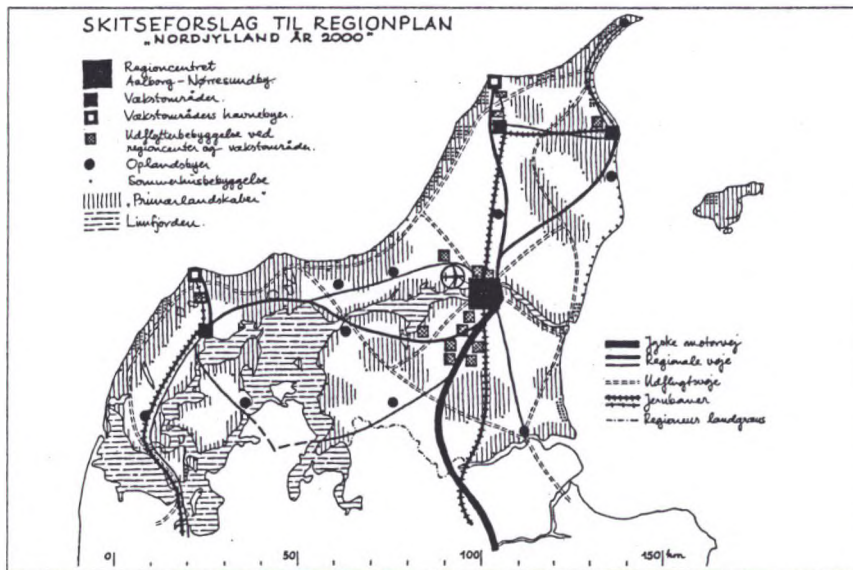 SKITSEFORSLAG TIL REGIONPLAN
„NORDJYLLAND ÅR 2000"
Regioncentret
Aalborg-Nørresundby.
Vækstområder.
Vækstområders havnebyer.
Udflytterbebyggelse ved
regioncenter og vækstområder.
Oplandsbyer
Sommerhusbebyggelse
„Primærlandskaber"
Limfjorden.
Jyske motorvej
Regionale veje
Udflugtsveje
Jernbaner
Regionens landgrænse
0 50 100 150 km